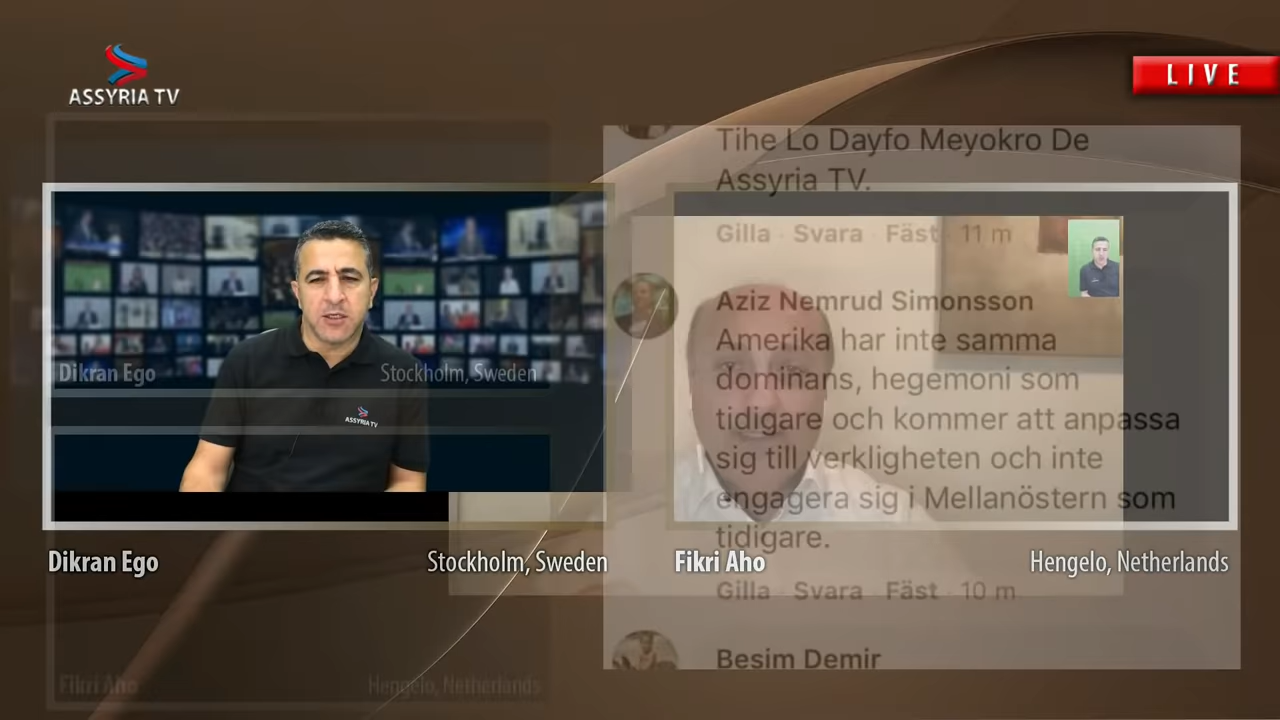 ASSYRIA TV
LIVE
Tihe Lo Dayfo Meyokro De
Assyria TV.
Gilla · Svara · Fäst · 11 m
Aziz Nemrud Simonsson
Amerika har inte samma
dominans, hegemoni som
tidigare och kommer att anpassa
sig till verkligheten och inte
engagera sig i Mellanöstern som
tidigare.
Gilla · Svara · Fäst · 10 m
Besim Demir
Dikran Ego
Stockholm, Sweden
ASSYRIA TV
Dikran Ego
Stockholm, Sweden
Fikri Aho
Hengelo, Netherlands
Fikri Aho
Hengelo, Netherlands